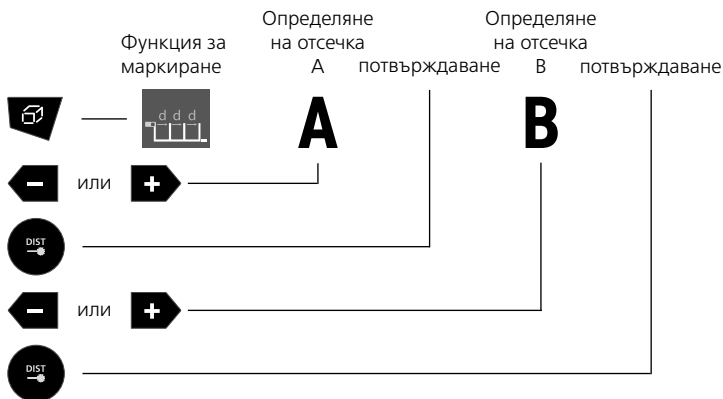 Функция за
маркиране
Определяне
на отсечка
A
потвърждаване
Определяне
на отсечка
B
потвърждаване
d d d
A
B
или
DIST
или
DIST